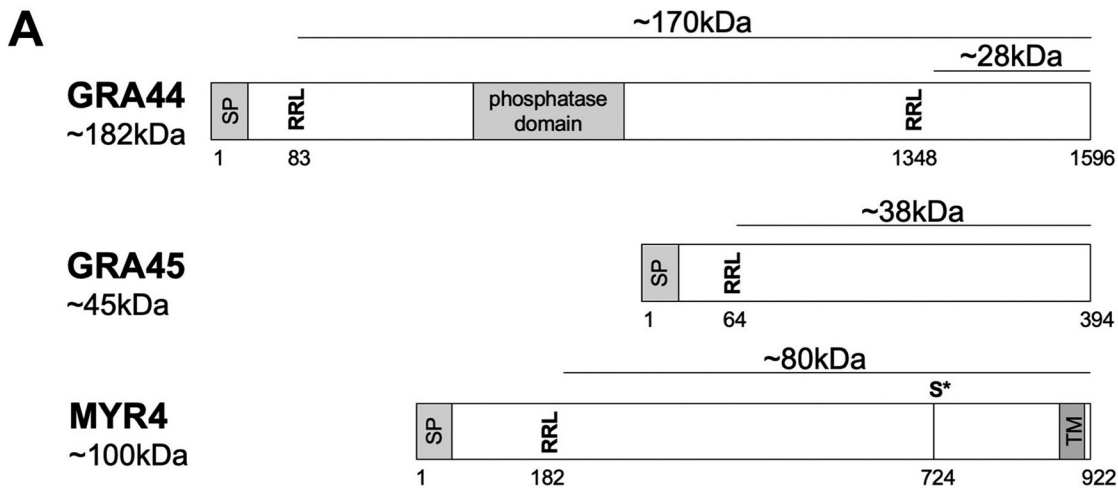 A
~170kDa
~28kDa
GRA44
~182kDa
SP
RRL
phosphatase
domain
RRL
1
83
1348
1596
~38kDa
GRA45
~45kDa
SP
RRL
1
64
394
~80kDa
S*
MYR4
~100kDa
SP
RRL
TM
1
182
724
922